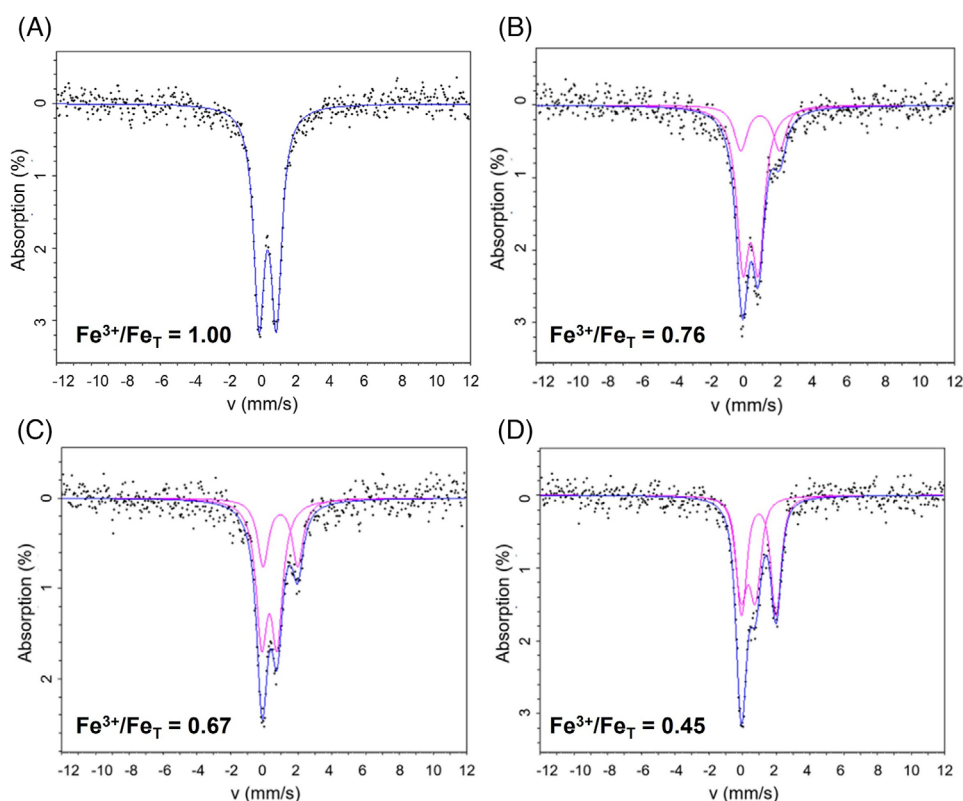 (A)
0
1
2
3
Absorption (%)
Fe³⁺/Fe_T = 1.00
-12 -10 -8 -6 -4 -2 0 2 4 6 8 10 12
v (mm/s)
(B)
0
1
2
3
Absorption (%)
Fe³⁺/Fe_T = 0.76
-12 -10 -8 -6 -4 -2 0 2 4 6 8 10 12
v (mm/s)
(C)
0
1
2
Absorption (%)
Fe³⁺/Fe_T = 0.67
-12 -10 -8 -6 -4 -2 0 2 4 6 8 10 12
v (mm/s)
(D)
0
1
2
3
Absorption (%)
Fe³⁺/Fe_T = 0.45
-12 -10 -8 -6 -4 -2 0 2 4 6 8 10 12
v (mm/s)